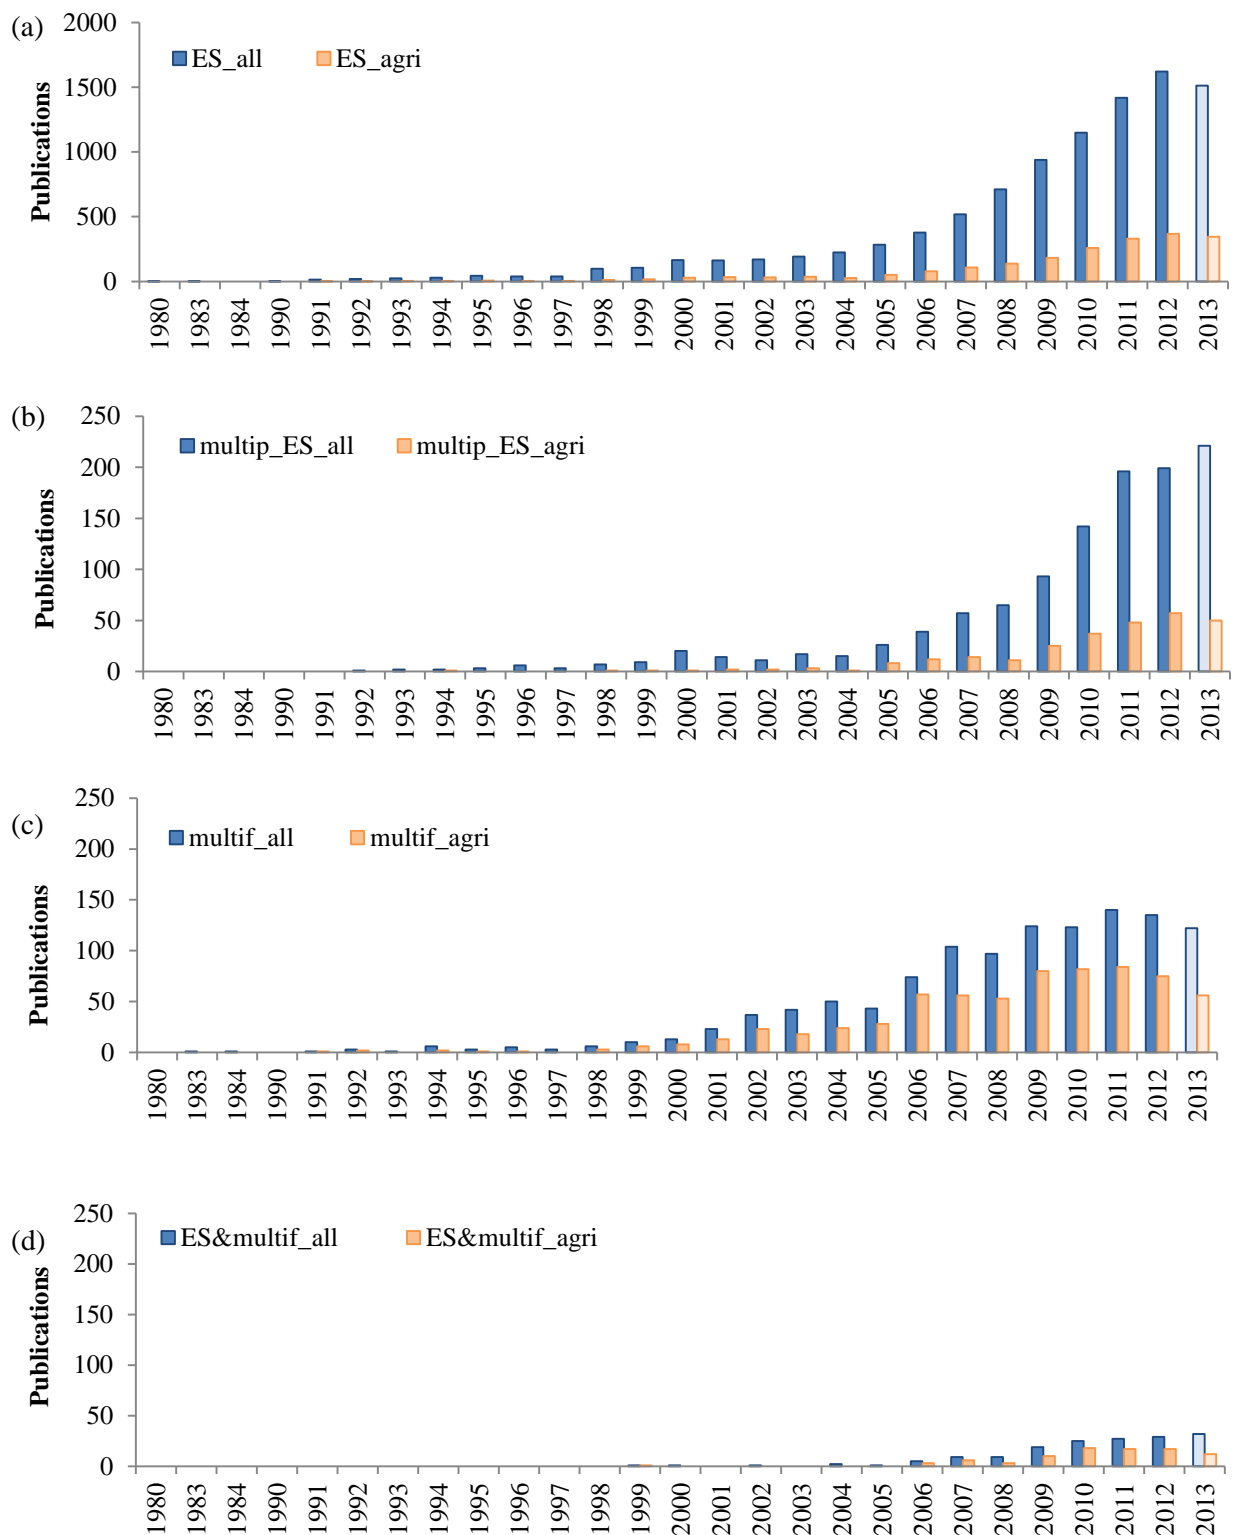 (a)
2000
1500
1000
500
0
Publications
ES_all ES_agri
1980 1983 1984 1990 1991 1992 1993 1994 1995 1996 1997 1998 1999 2000 2001 2002 2003 2004 2005 2006 2007 2008 2009 2010 2011 2012 2013
(b)
250
200
150
100
50
0
Publications
multip_ES_all multip_ES_agri
1980 1983 1984 1990 1991 1992 1993 1994 1995 1996 1997 1998 1999 2000 2001 2002 2003 2004 2005 2006 2007 2008 2009 2010 2011 2012 2013
(c)
250
200
150
100
50
0
Publications
multif_all multif_agri
1980 1983 1984 1990 1991 1992 1993 1994 1995 1996 1997 1998 1999 2000 2001 2002 2003 2004 2005 2006 2007 2008 2009 2010 2011 2012 2013
(d)
250
200
150
100
50
0
Publications
ES&multif_all ES&multif_agri
1980 1983 1984 1990 1991 1992 1993 1994 1995 1996 1997 1998 1999 2000 2001 2002 2003 2004 2005 2006 2007 2008 2009 2010 2011 2012 2013